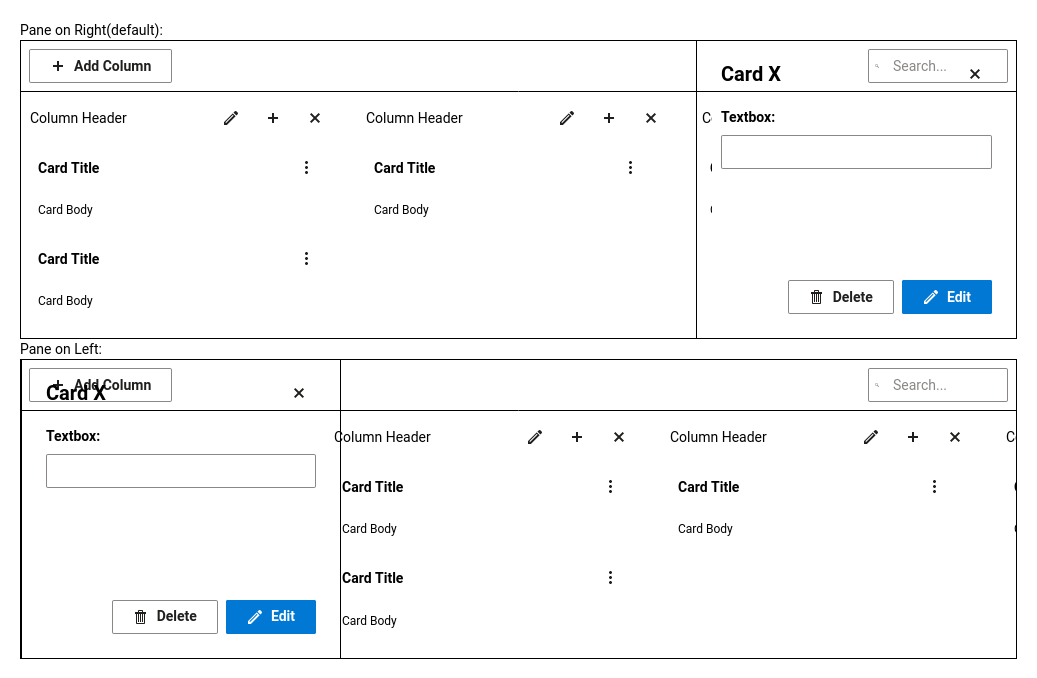 Pane on Right(default):
Add Column
Card X
Search...
Column Header
Column Header
Textbox:
Card Title
Card Title
Card Body
Card Body
Card Title
Card Body
Delete
Edit
Pane on Left:
Add Column
Card X
Search...
Textbox:
Column Header
Column Header
Card Title
Card Title
Card Body
Card Body
Card Title
Card Body
Delete
Edit